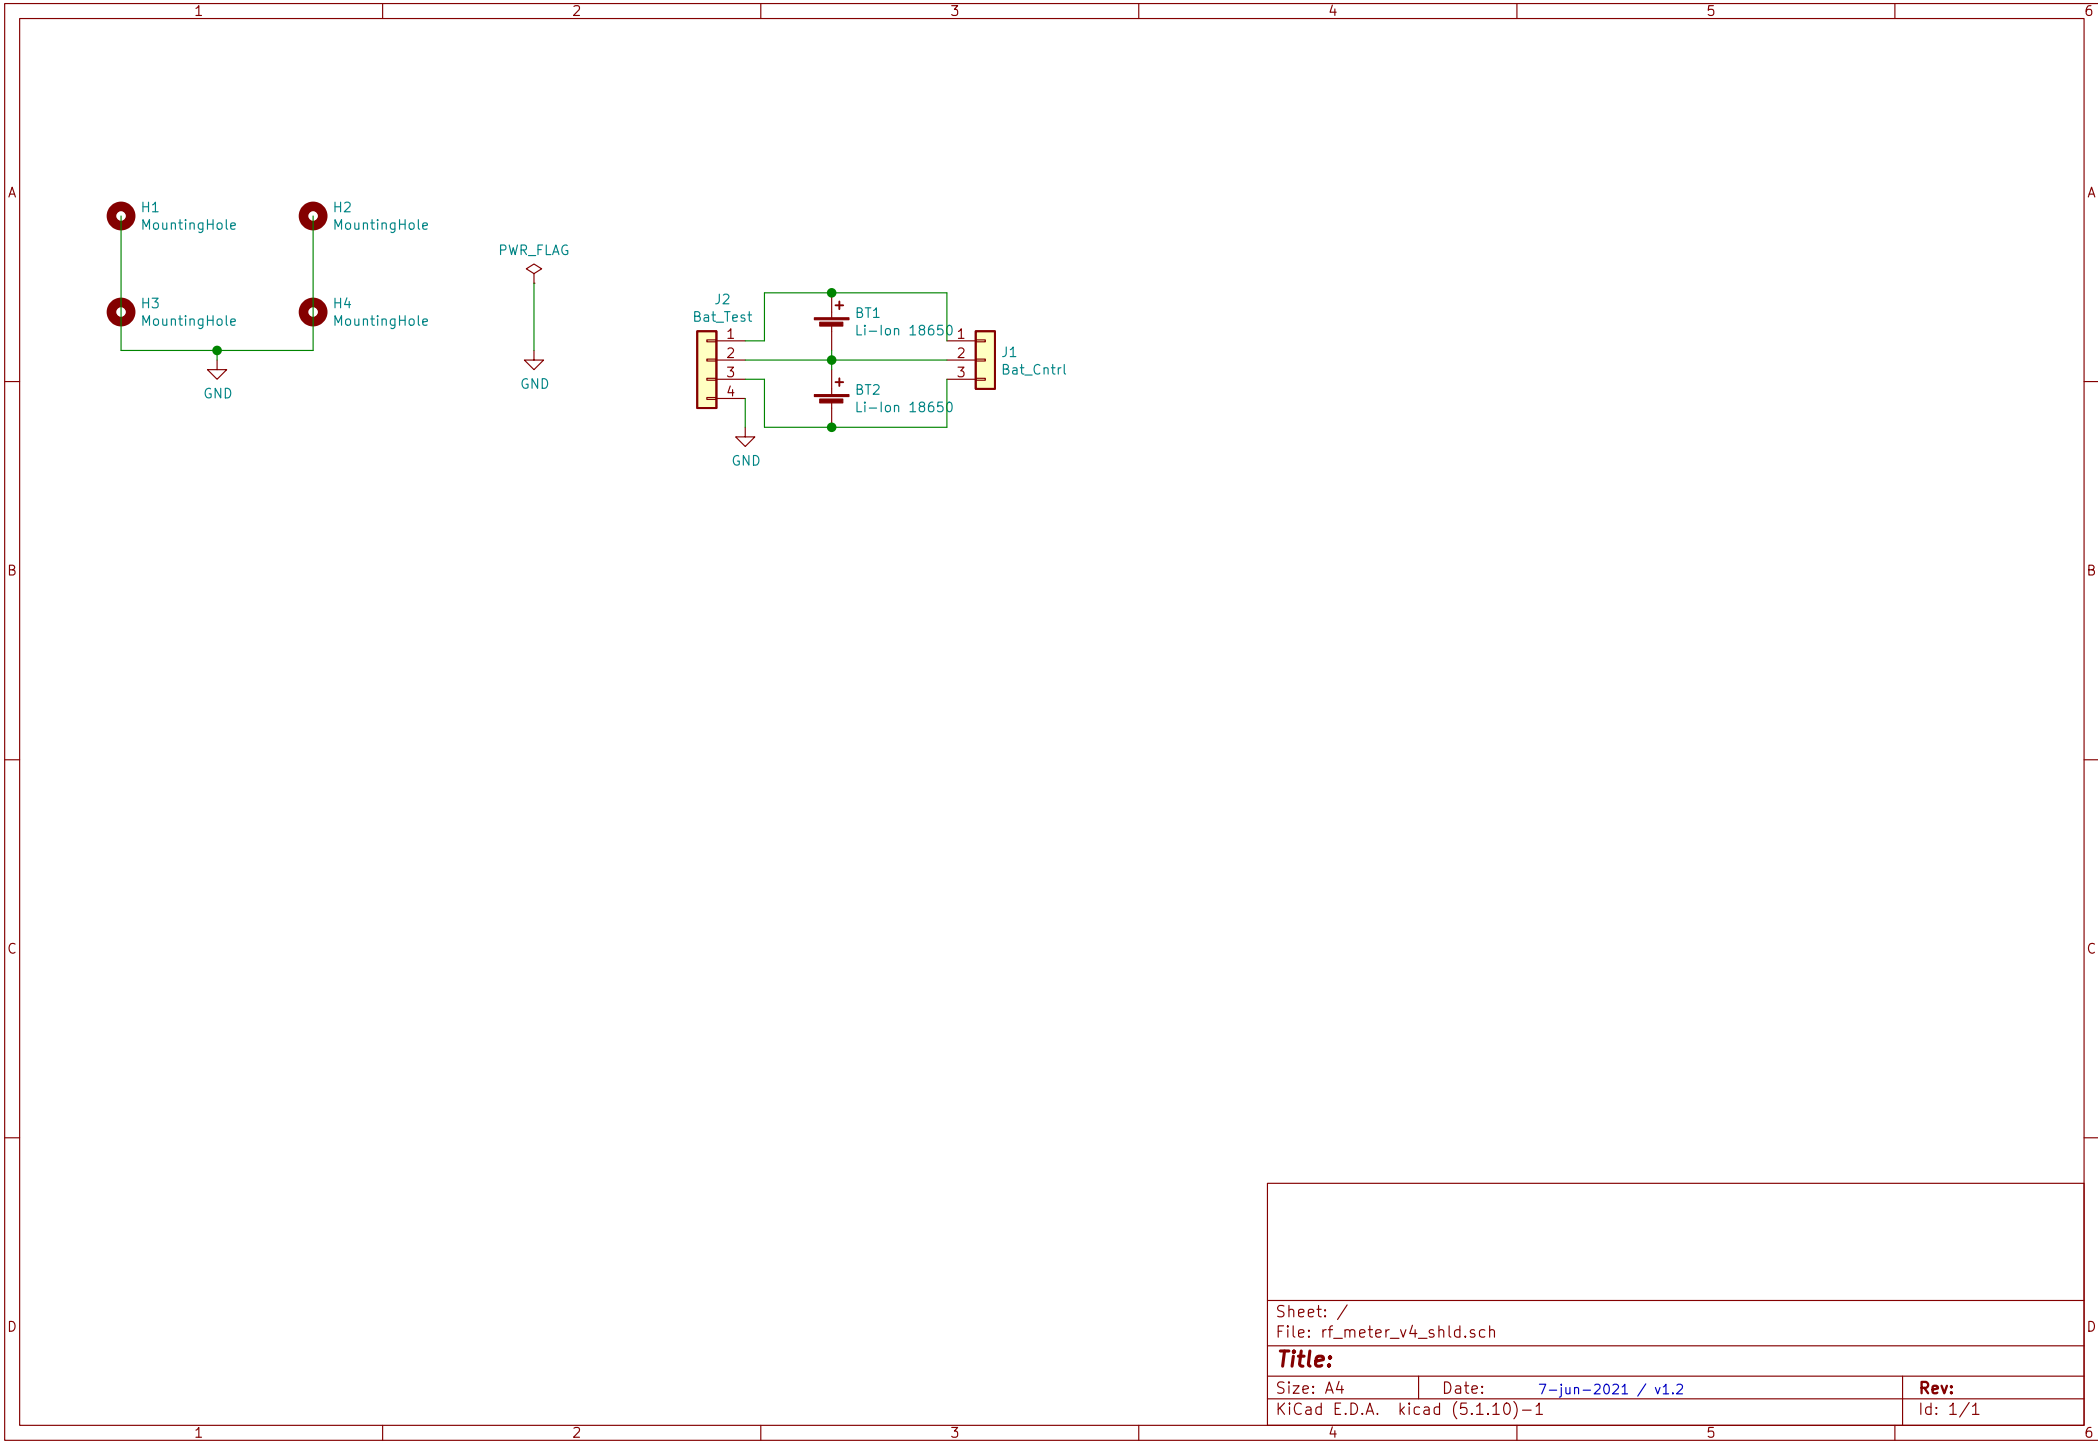 1 2 3 4 5 6
A A
H1
MountingHole
H2
MountingHole
PWR_FLAG
H3
MountingHole
H4
MountingHole
GND
GND
J2
Bat_Test
1
2
3
4
GND
+
BT1
Li-Ion 18650
+
BT2
Li-Ion 18650
1
2
3
J1
Bat_Cntrl
B B
C C
D D
Sheet: /
File: rf_meter_v4_shld.sch
Title:
Size: A4 Date: 7-jun-2021 / v1.2 Rev:
KiCad E.D.A. kicad (5.1.10)-1 Id: 1/1
1 2 3 4 5 6